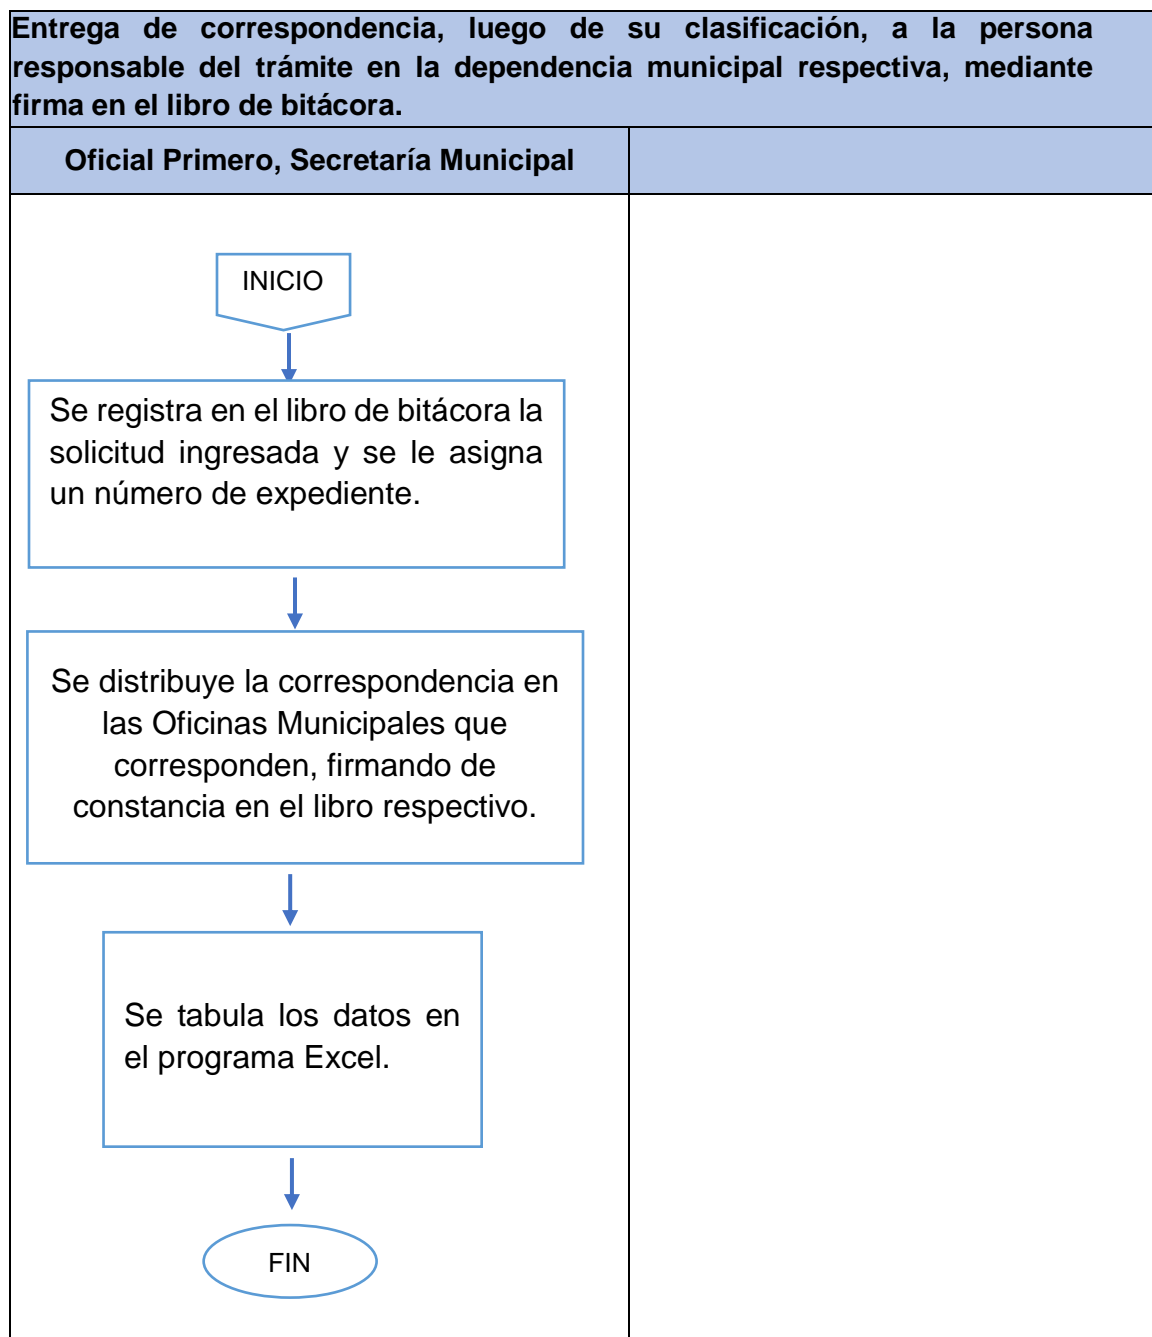 Entrega de correspondencia, luego de su clasificación, a la persona
responsable del trámite en la dependencia municipal respectiva, mediante
firma en el libro de bitácora.
Oficial Primero, Secretaría Municipal
INICIO
Se registra en el libro de bitácora la
solicitud ingresada y se le asigna
un número de expediente.
Se distribuye la correspondencia en
las Oficinas Municipales que
corresponden, firmando de
constancia en el libro respectivo.
Se tabula los datos en
el programa Excel.
FIN